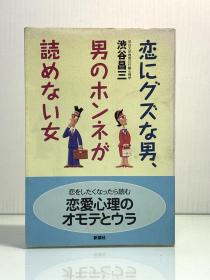 恋にグズな男、
男のホンネが
読めない女
渋谷昌三
恋をしたくなったら読む
恋愛心理の
オモテとウラ
新講社